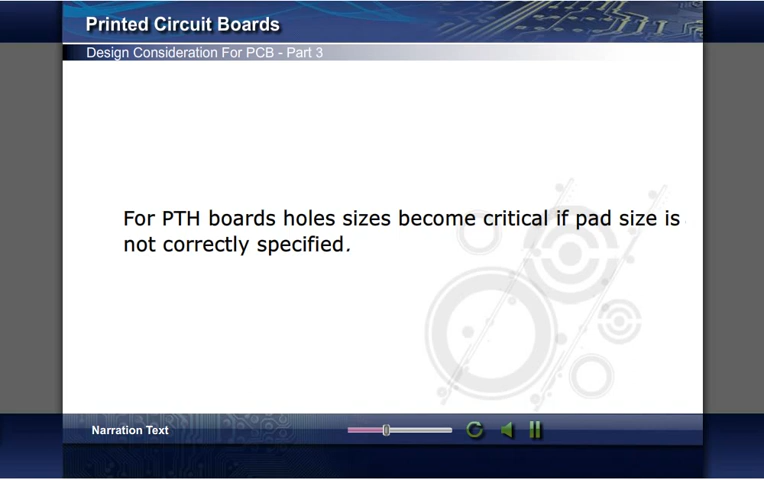 Printed Circuit Boards
Design Consideration For PCB - Part 3
For PTH boards holes sizes become critical if pad size is
not correctly specified.
Narration Text